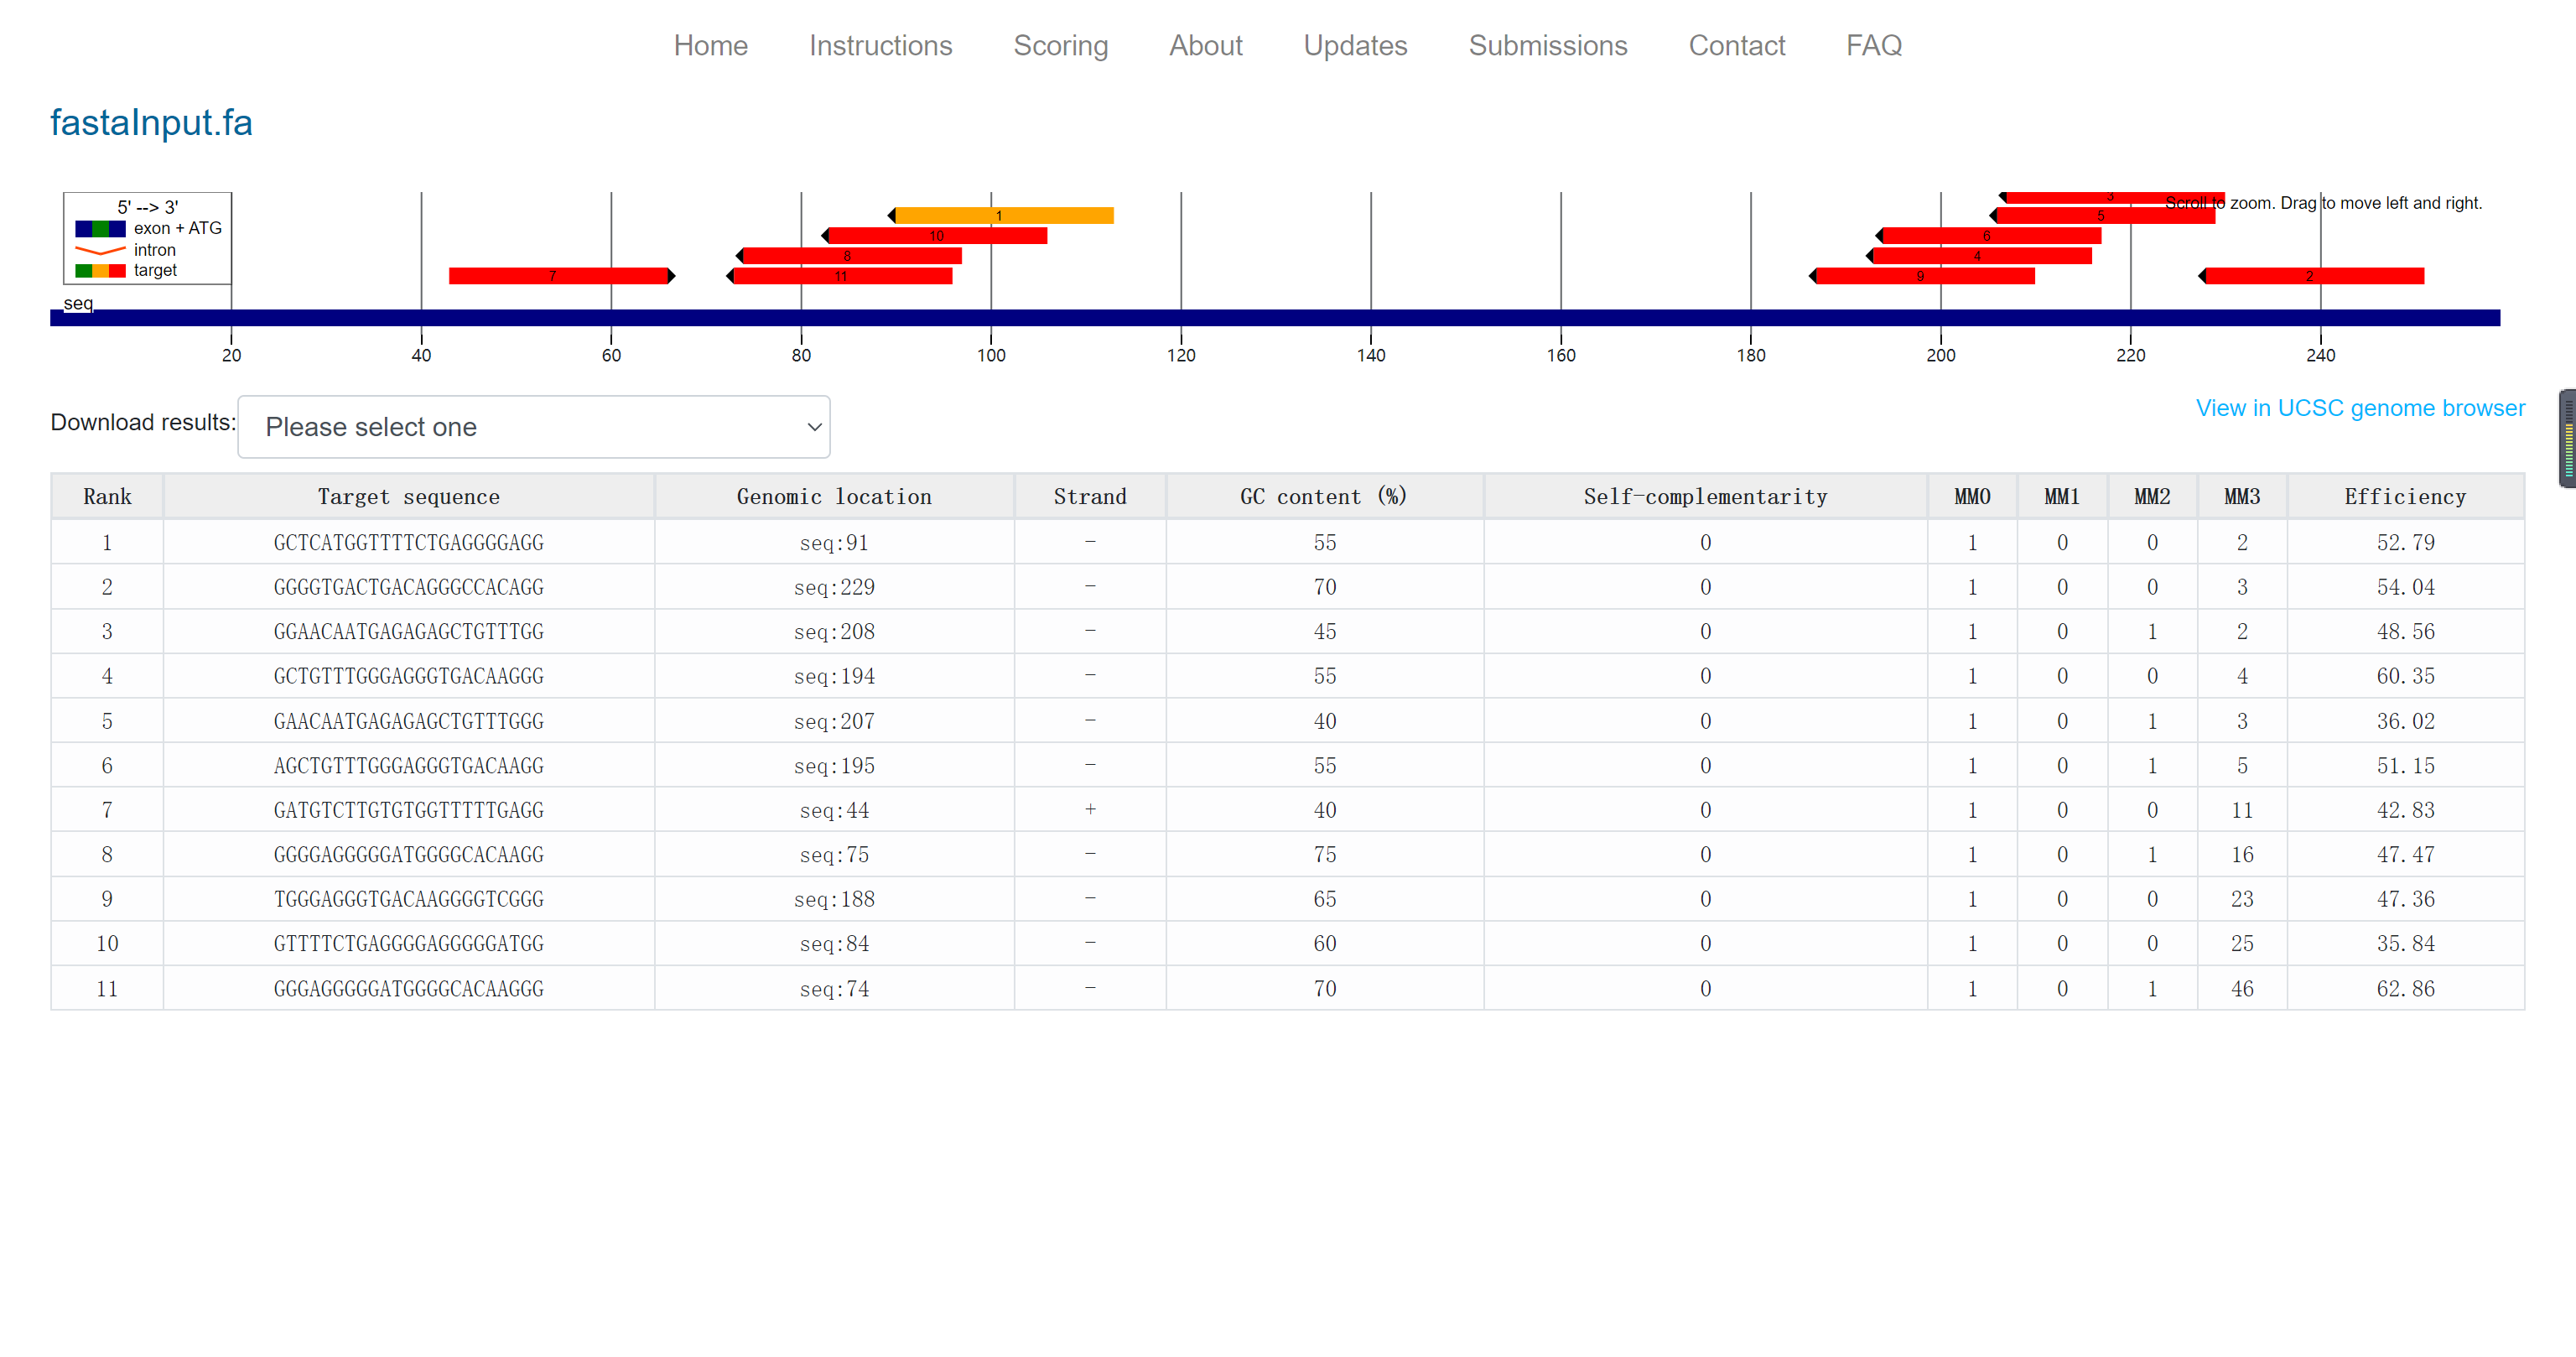 Home Instructions Scoring About Updates Submissions Contact FAQ
fastaInput.fa
5' --> 3'
exon + ATG
intron
target
seq
3
Scroll to zoom. Drag to move left and right.
1 5
10 6
8 4
7 11 9 2
20 40 60 80 100 120 140 160 180 200 220 240
Download results: Please select one
View in UCSC genome browser
Rank Target sequence Genomic location Strand GC content (%) Self-complementarity MM0 MM1 MM2 MM3 Efficiency
1 GCTCATGGTTTTCTGAGGGGAGG seq:91 - 55 0 1 0 0 2 52.79
2 GGGGTGACTGACAGGGCCACAGG seq:229 - 70 0 1 0 0 3 54.04
3 GGAACAATGAGAGAGCTGTTTGG seq:208 - 45 0 1 0 1 2 48.56
4 GCTGTTTGGGAGGGTGACAAGGG seq:194 - 55 0 1 0 0 4 60.35
5 GAACAATGAGAGAGCTGTTTGGG seq:207 - 40 0 1 0 1 3 36.02
6 AGCTGTTTGGGAGGGTGACAAGG seq:195 - 55 0 1 0 1 5 51.15
7 GATGTCTTGTGTGGTTTTTGAGG seq:44 + 40 0 1 0 0 11 42.83
8 GGGGAGGGGGATGGGGCACAAGG seq:75 - 75 0 1 0 1 16 47.47
9 TGGGAGGGTGACAAGGGGTCGGG seq:188 - 65 0 1 0 0 23 47.36
10 GTTTTCTGAGGGGAGGGGGATGG seq:84 - 60 0 1 0 0 25 35.84
11 GGGAGGGGGATGGGGCACAAGGG seq:74 - 70 0 1 0 1 46 62.86